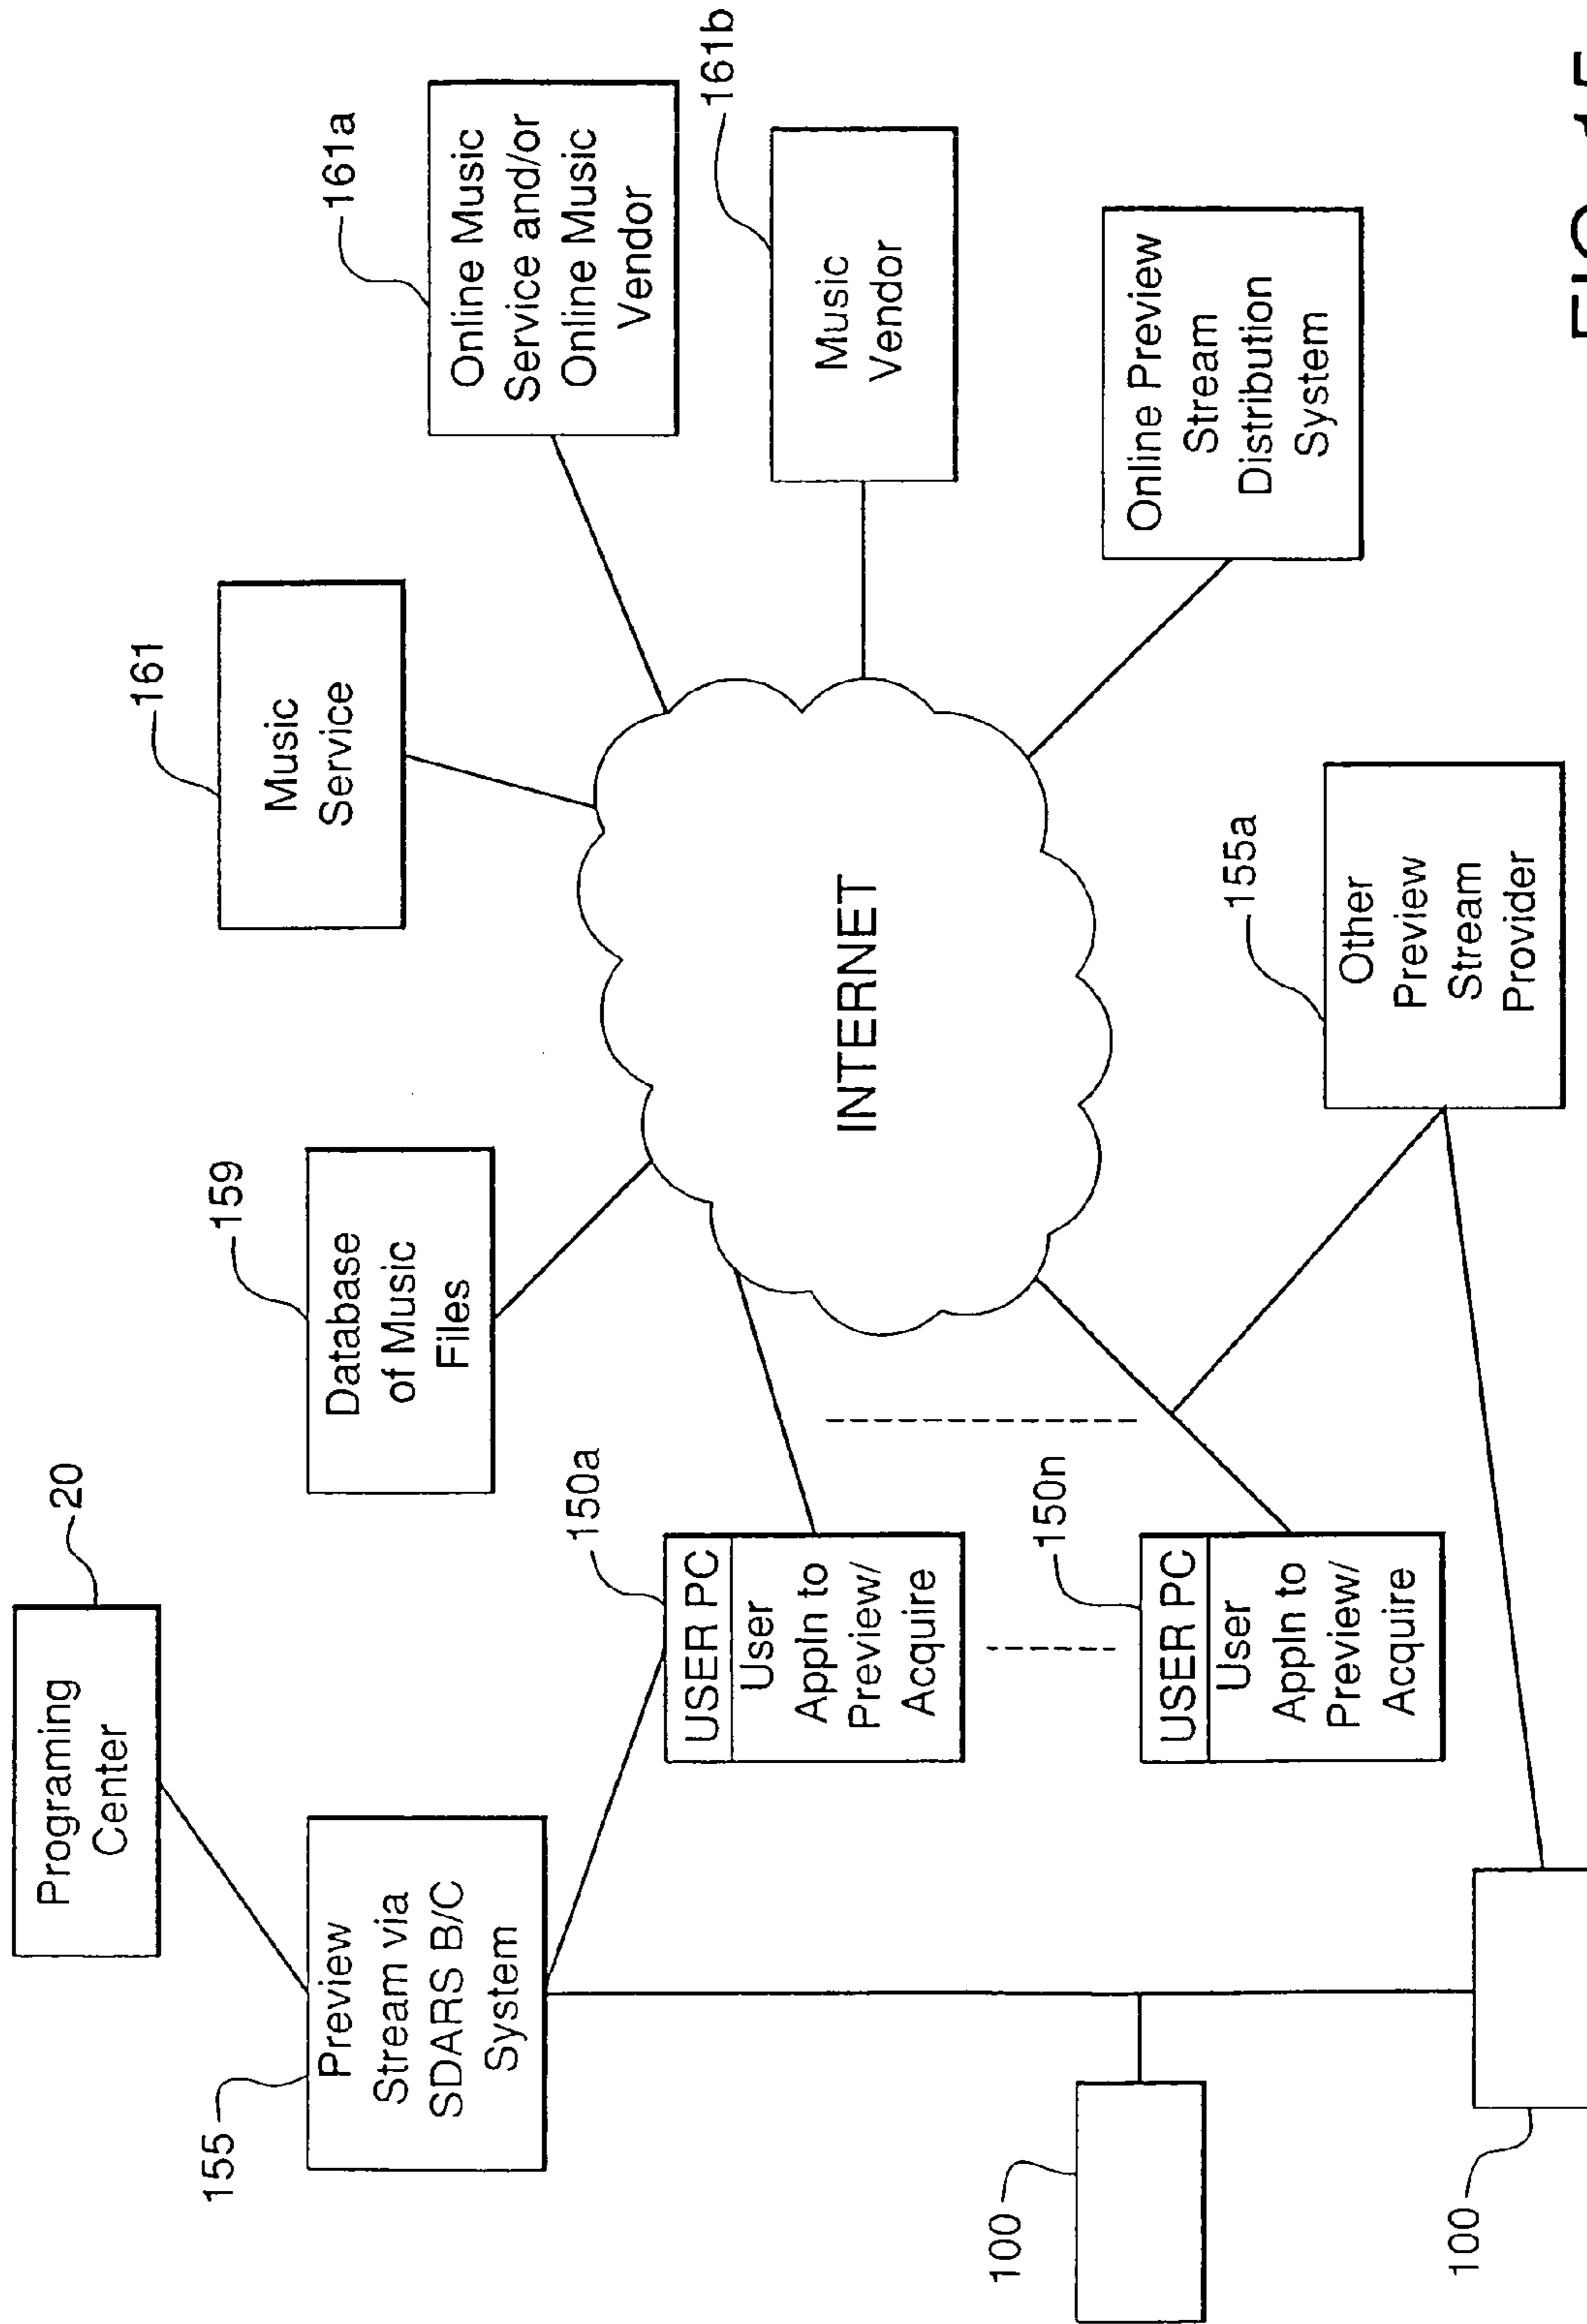 Programing
Center
20
155
Preview
Stream via
SDARS B/C
System
159
Database
of Music
Files
161
Music
Service
161a
Online Music
Service and/or
Online Music
Vendor
161b
Music
Vendor
Online Preview
Stream
Distribution
System
INTERNET
150a
USER PC
User
Appln to
Preview/
Acquire
150n
USER PC
User
Appln to
Preview/
Acquire
155a
Other
Preview
Stream
Provider
100
100